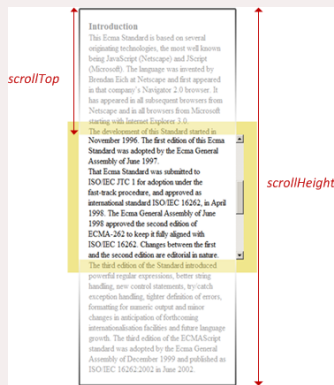 Introduction
This Ecma Standard is based on several
originating technologies, the most well known
being JavaScript (Netscape) and JScript
(Microsoft). The language was invented by
Brendan Eich at Netscape and first appeared
in that company's Navigator 2.0 browser. It
has appeared in all subsequent browsers from
Netscape and in all browsers from Microsoft
starting with Internet Explorer 3.0.
The development of this Standard started in
November 1996. The first edition of this Ecma
Standard was adopted by the Ecma General
Assembly of June 1997.
That Ecma Standard was submitted to
ISO/IEC JTC 1 for adoption under the
fast-track procedure, and approved as
international standard ISO/IEC 16262, in April
1998. The Ecma General Assembly of June
1998 approved the second edition of
ECMA-262 to keep it fully aligned with
ISO/IEC 16262. Changes between the first
and the second edition are editorial in nature.
The third edition of the Standard introduced
powerful regular expressions, better string
handling, new control statements, try/catch
exception handling, tighter definition of errors,
formatting for numeric output and minor
changes in anticipation of forthcoming
internationalisation facilities and future language
growth. The third edition of the ECMAScript
standard was adopted by the Ecma General
Assembly of December 1999 and published as
ISO/IEC 16262:2002 in June 2002.
scrollTop
scrollHeight